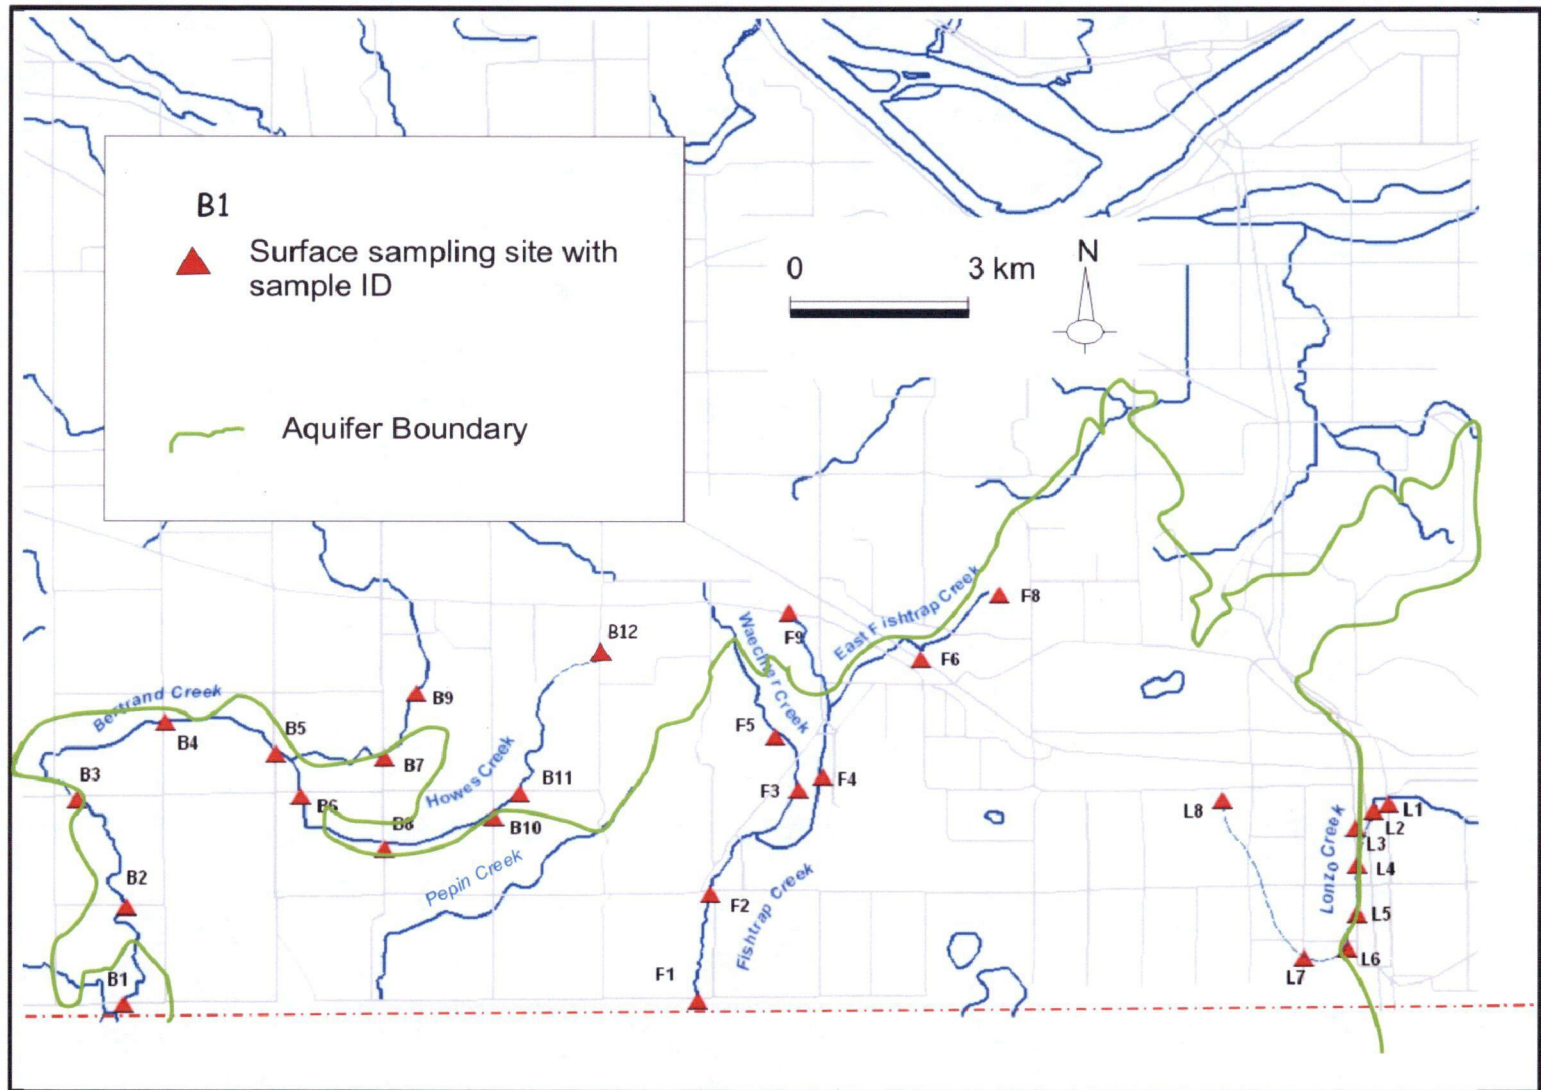 B1
Surface sampling site with
sample ID
Aquifer Boundary
0 3 km
N
Bertrand Creek
B3
B4
B5
B6
B7
B8
B9
B10
B11
B12
B2
B1
Howes Creek
Pepin Creek
Waechter Creek
F9
East Fishtrap Creek
F8
F6
F5
F3
F4
F2
F1
Fishtrap Creek
L8
L7
Lonzo Creek
L1
L2
L3
L4
L5
L6